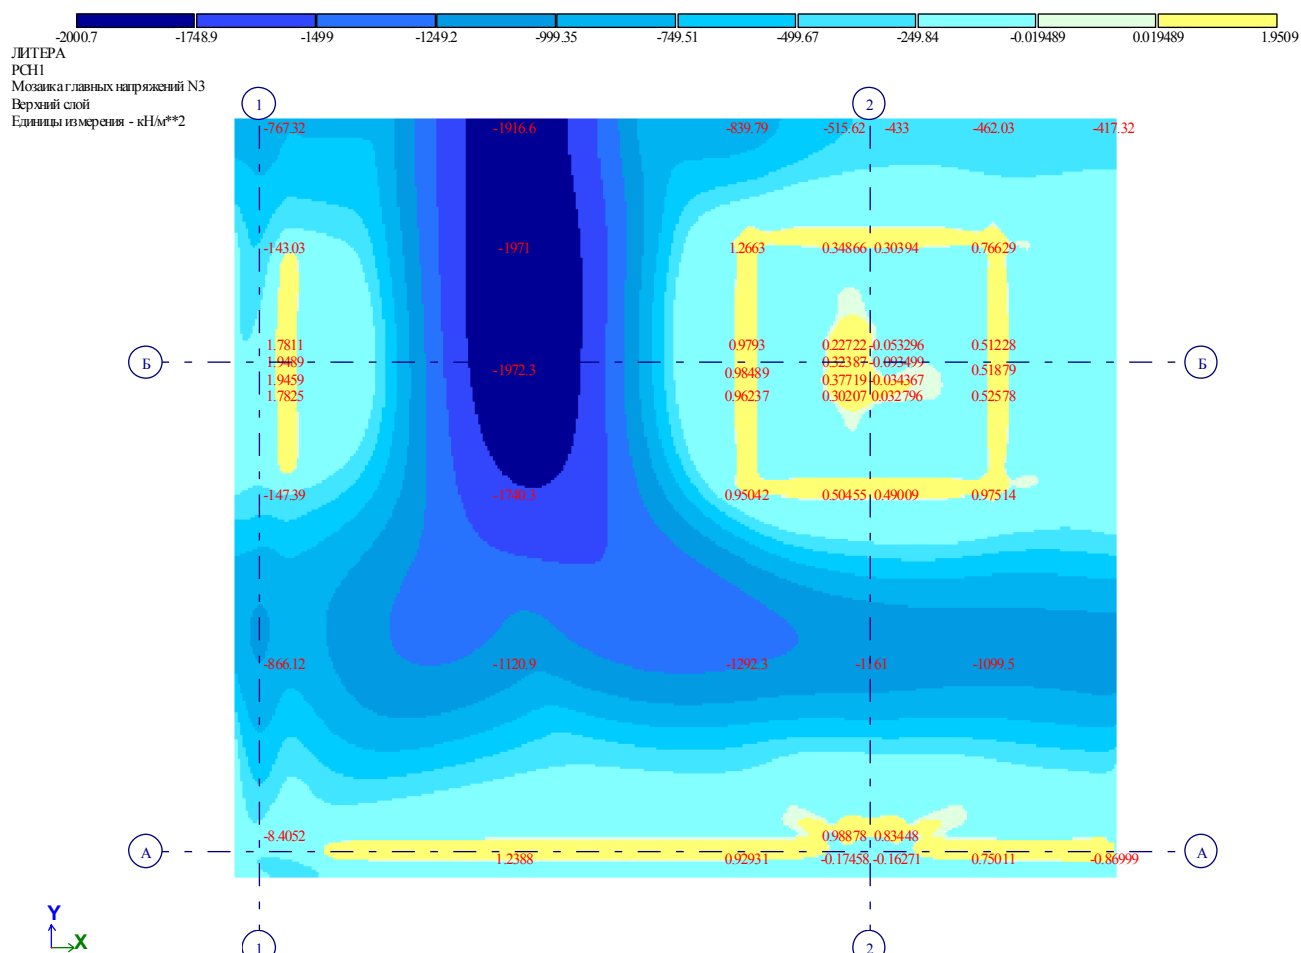 -2000.7 -1748.9 -1499 -1249.2 -999.35 -749.51 -499.67 -249.84 -0.019489 0.019489 1.9509
ЛИТЕРА
РСН1
Мозаика главных напряжений N3
Верхний слой
Единицы измерения - кН/м**2
1 2
-767.32 -1916.6 -839.79 -515.62 -433 -462.03 -417.32
-143.03 -1971 1.2663 0.34866 0.30394 0.76629
1.7811 0.9793 0.22722 -0.053296 0.51228
Б 1.9489 0.32387 -0.093499 Б
-1972.3 0.98489 0.51879
1.9459 0.37719 -0.034367
1.7825 0.96237 0.30207 0.032796 0.52578
-147.39 -1740.3 0.95042 0.50455 0.49009 0.97514
-866.12 -1120.9 -1292.3 -1161 -1099.5
-8.4052 0.98878 0.83448
А 1.2388 0.92931 -0.17458 -0.16271 0.75011 -0.86999 А
Y
X
1 2